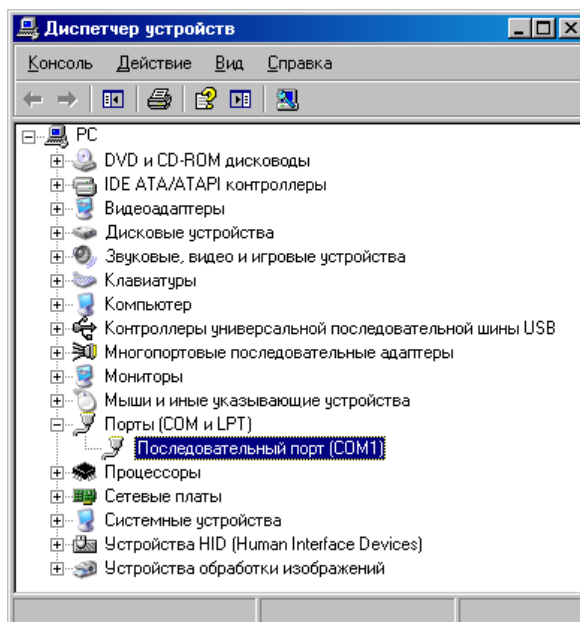 Диспетчер устройств
Консоль Действие Вид Справка
PC
DVD и CD-ROM дисководы
IDE ATA/ATAPI контроллеры
Видеоадаптеры
Дисковые устройства
Звуковые, видео и игровые устройства
Клавиатуры
Компьютер
Контроллеры универсальной последовательной шины USB
Многопортовые последовательные адаптеры
Мониторы
Мыши и иные указывающие устройства
Порты (COM и LPT)
Последовательный порт (COM1)
Процессоры
Сетевые платы
Системные устройства
Устройства HID (Human Interface Devices)
Устройства обработки изображений